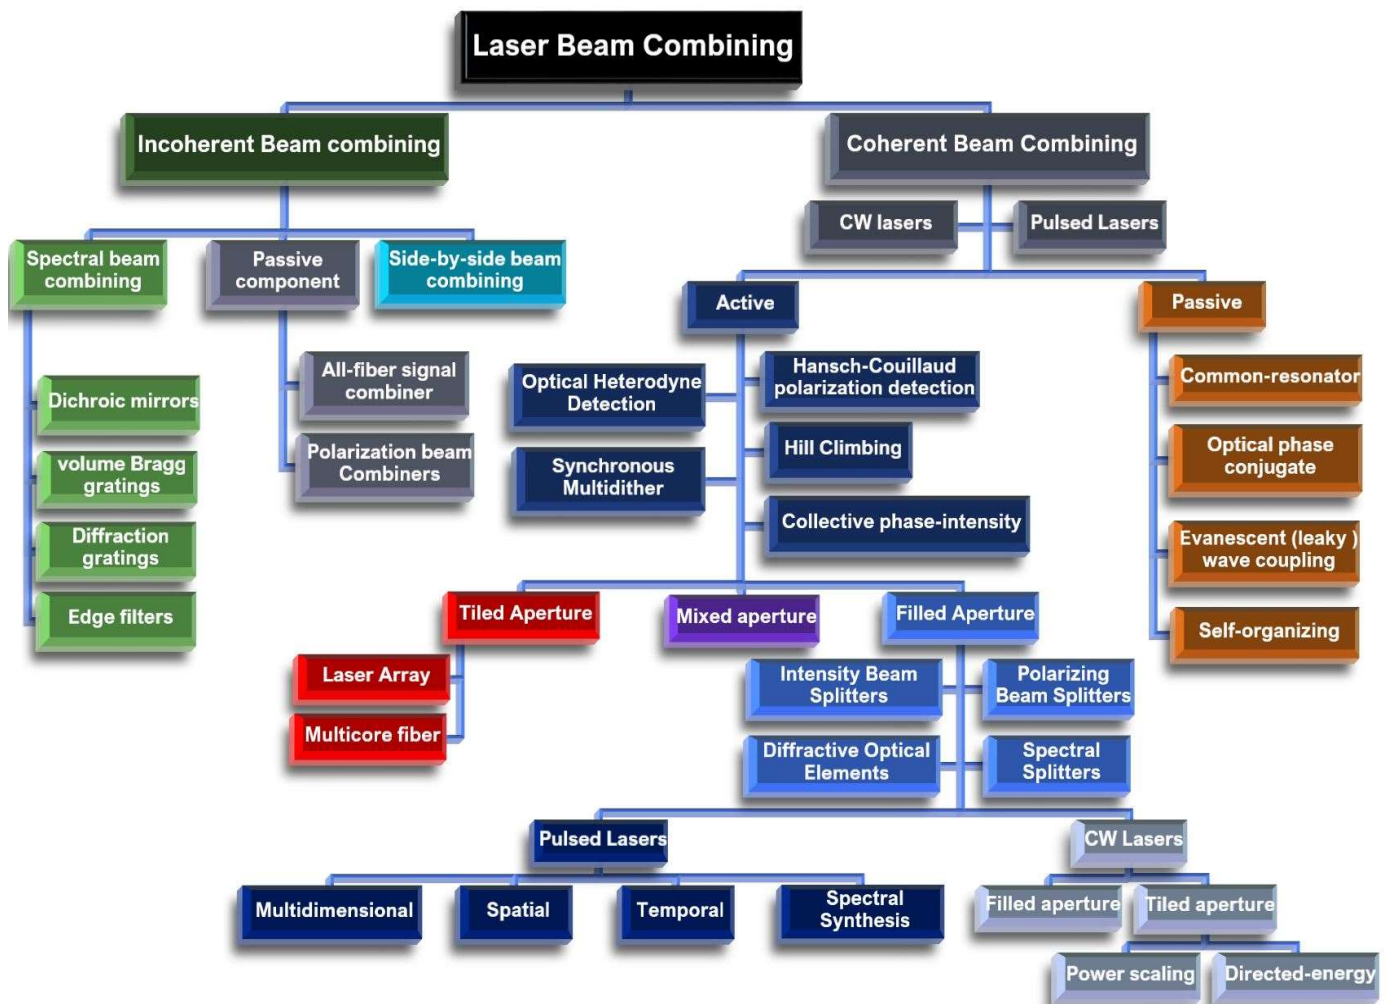 Laser Beam Combining
Incoherent Beam combining
Coherent Beam Combining
CW lasers
Pulsed Lasers
Spectral beam
combining
Passive
component
Side-by-side beam
combining
Active
Passive
Dichroic mirrors
volume Bragg
gratings
Diffraction
gratings
Edge filters
All-fiber signal
combiner
Polarization beam
Combiners
Optical Heterodyne
Detection
Synchronous
Multidither
Hansch-Couillaud
polarization detection
Hill Climbing
Collective phase-intensity
Common-resonator
Optical phase
conjugate
Evanescent (leaky )
wave coupling
Self-organizing
Tiled Aperture
Mixed aperture
Filled Aperture
Laser Array
Multicore fiber
Intensity Beam
Splitters
Polarizing
Beam Splitters
Diffractive Optical
Elements
Spectral
Splitters
Pulsed Lasers
CW Lasers
Multidimensional
Spatial
Temporal
Spectral
Synthesis
Filled aperture
Tiled aperture
Power scaling
Directed-energy